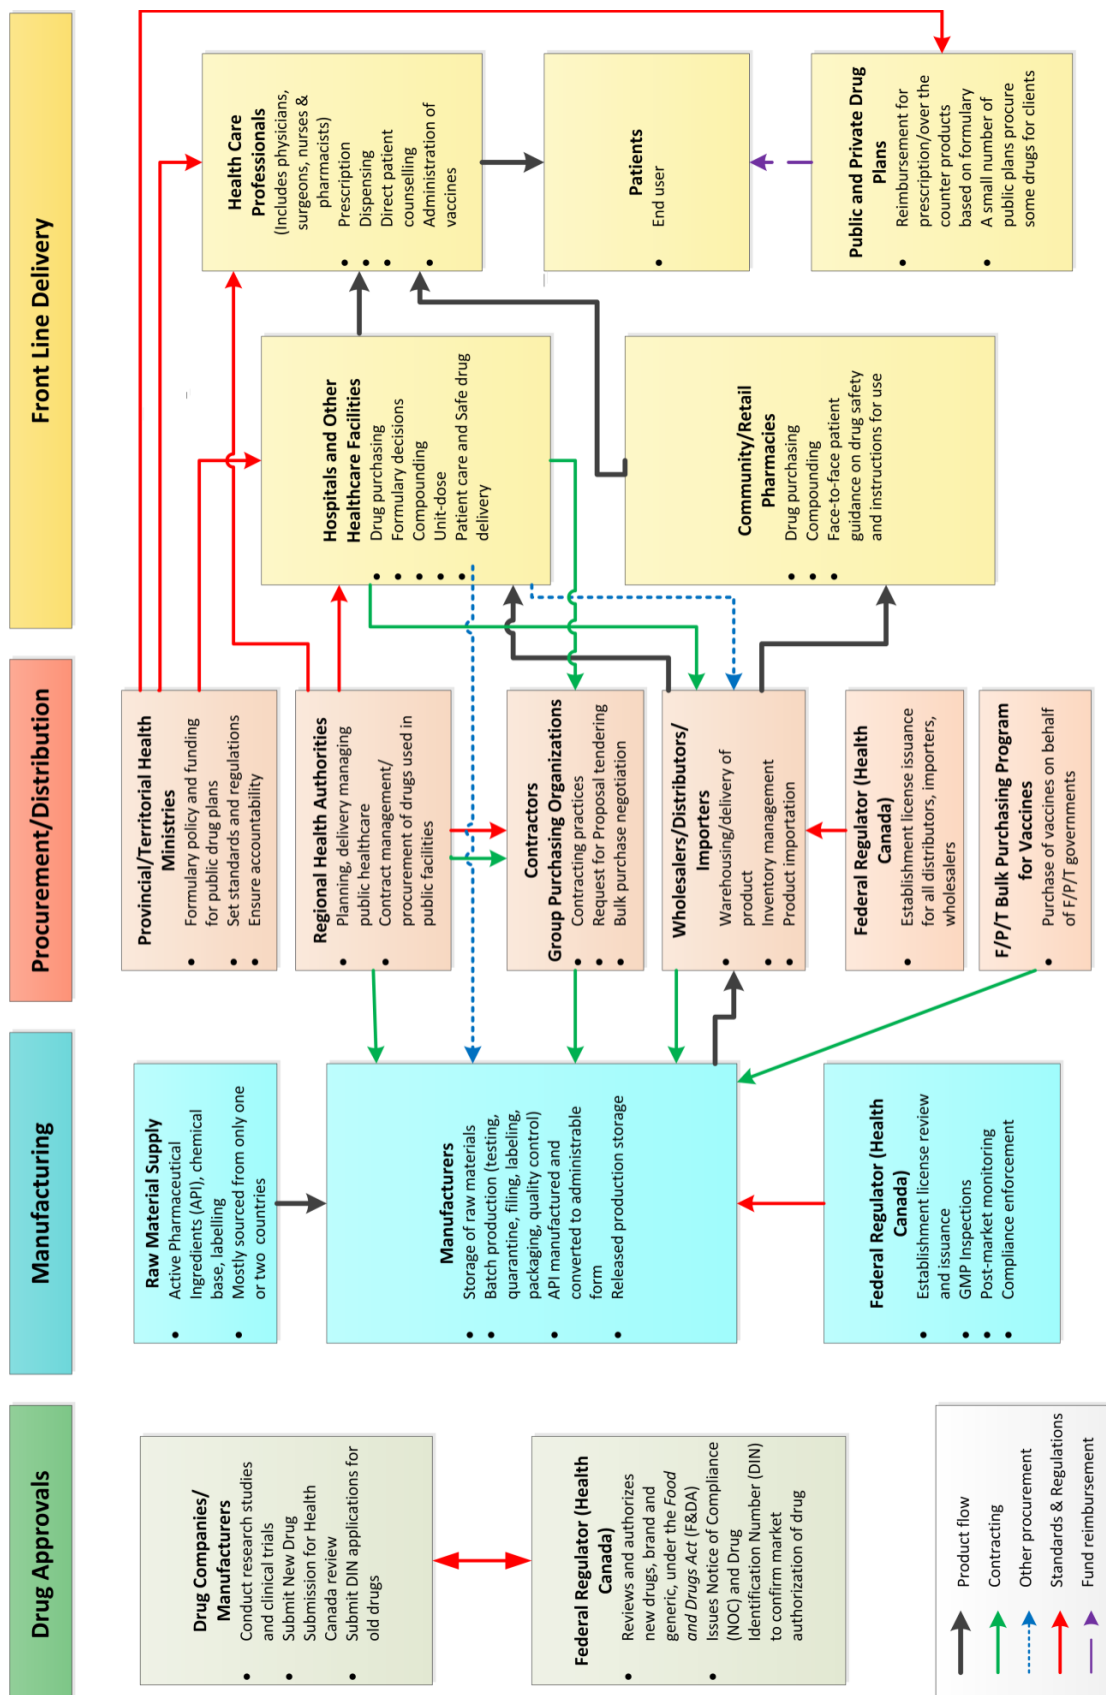 Drug Approvals
Manufacturing
Procurement/Distribution
Front Line Delivery
Drug Companies/
Manufacturers
• Conduct research studies
and clinical trials
• Submit New Drug
Submission for Health
Canada review
• Submit DIN applications for
old drugs
Federal Regulator (Health
Canada)
• Reviews and authorizes
new drugs, brand and
generic, under the Food
and Drugs Act (F&DA)
• Issues Notice of Compliance
(NOC) and Drug
Identification Number (DIN)
to confirm market
authorization of drug
Product flow
Contracting
Other procurement
Standards & Regulations
Fund reimbursement
Raw Material Supply
• Active Pharmaceutical
Ingredients (API), chemical
base, labelling
• Mostly sourced from only one
or two countries
Manufacturers
• Storage of raw materials
• Batch production (testing,
quarantine, filing, labeling,
packaging, quality control)
• API manufactured and
converted to administrable
form
• Released production storage
Federal Regulator (Health
Canada)
• Establishment license review
and issuance
• GMP Inspections
• Post-market monitoring
• Compliance enforcement
Provincial/Territorial Health
Ministries
• Formulary policy and funding
for public drug plans
• Set standards and regulations
• Ensure accountability
Regional Health Authorities
• Planning, delivery managing
public healthcare
• Contract management/
procurement of drugs used in
public facilities
Contractors
Group Purchasing Organizations
• Contracting practices
• Request for Proposal tendering
• Bulk purchase negotiation
Wholesalers/Distributors/
Importers
• Warehousing/delivery of
product
• Inventory management
• Product importation
Federal Regulator (Health
Canada)
• Establishment license issuance
for all distributors, importers,
wholesalers
F/P/T Bulk Purchasing Program
for Vaccines
• Purchase of vaccines on behalf
of F/P/T governments
Hospitals and Other
Healthcare Facilities
• Drug purchasing
• Formulary decisions
• Compounding
• Unit-dose
• Patient care and Safe drug
delivery
Community/Retail
Pharmacies
• Drug purchasing
• Compounding
• Face-to-face patient
guidance on drug safety
and instructions for use
Health Care
Professionals
(Includes physicians,
surgeons, nurses &
pharmacists)
• Prescription
• Dispensing
• Direct patient
counselling
• Administration of
vaccines
Patients
• End user
Public and Private Drug
Plans
• Reimbursement for
prescription/over the
counter products
based on formulary
• A small number of
public plans procure
some drugs for clients